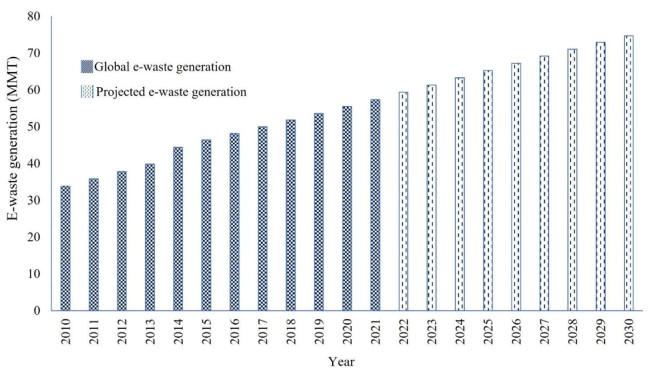 80
70
60
50
40
30
20
10
0
E-waste generation (MMT)
Global e-waste generation
Projected e-waste generation
2010 2011 2012 2013 2014 2015 2016 2017 2018 2019 2020 2021 2022 2023 2024 2025 2026 2027 2028 2029 2030
Year